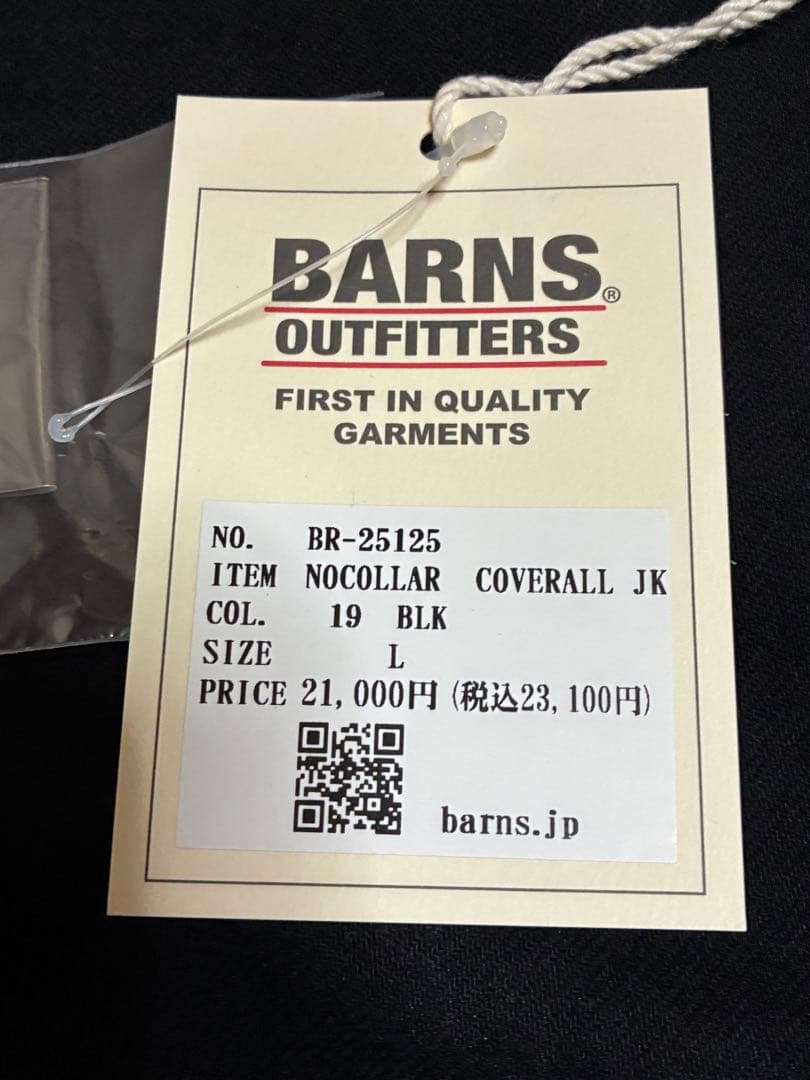 BARNS®
OUTFITTERS
FIRST IN QUALITY
GARMENTS
NO. BR-25125
ITEM NOCOLLAR COVERALL JK
COL. 19 BLK
SIZE L
PRICE 21,000円 (税込23,100円)
barns.jp